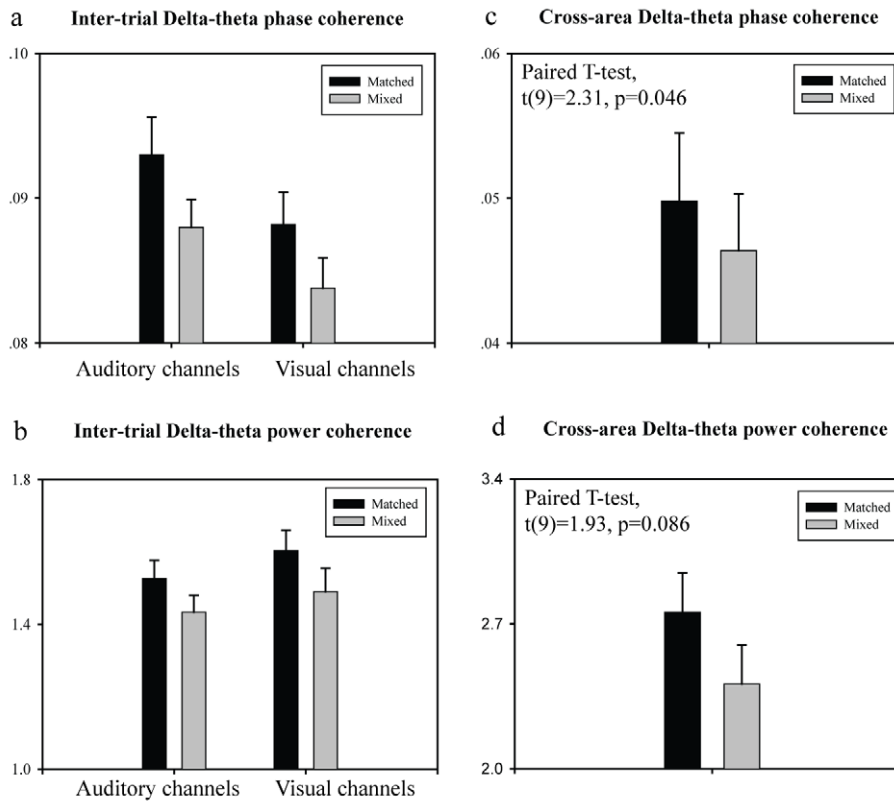 a
Inter-trial Delta-theta phase coherence
.10
.09
.08
Matched
Mixed
Auditory channels
Visual channels
c
Cross-area Delta-theta phase coherence
.06
.05
.04
Paired T-test,
t(9)=2.31, p=0.046
Matched
Mixed
b
Inter-trial Delta-theta power coherence
1.8
1.4
1.0
Matched
Mixed
Auditory channels
Visual channels
d
Cross-area Delta-theta power coherence
3.4
2.7
2.0
Paired T-test,
t(9)=1.93, p=0.086
Matched
Mixed